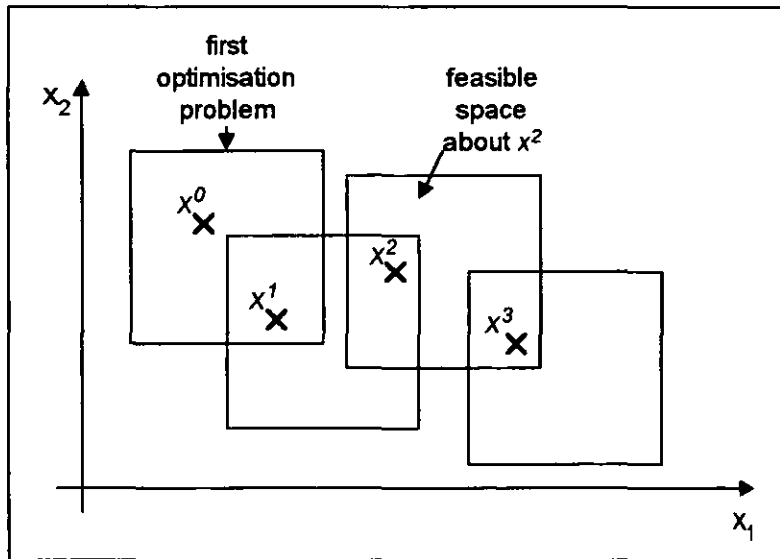 first
optimisation
problem
feasible
space
about x²
x₂
x⁰
x¹
x²
x³
x₁